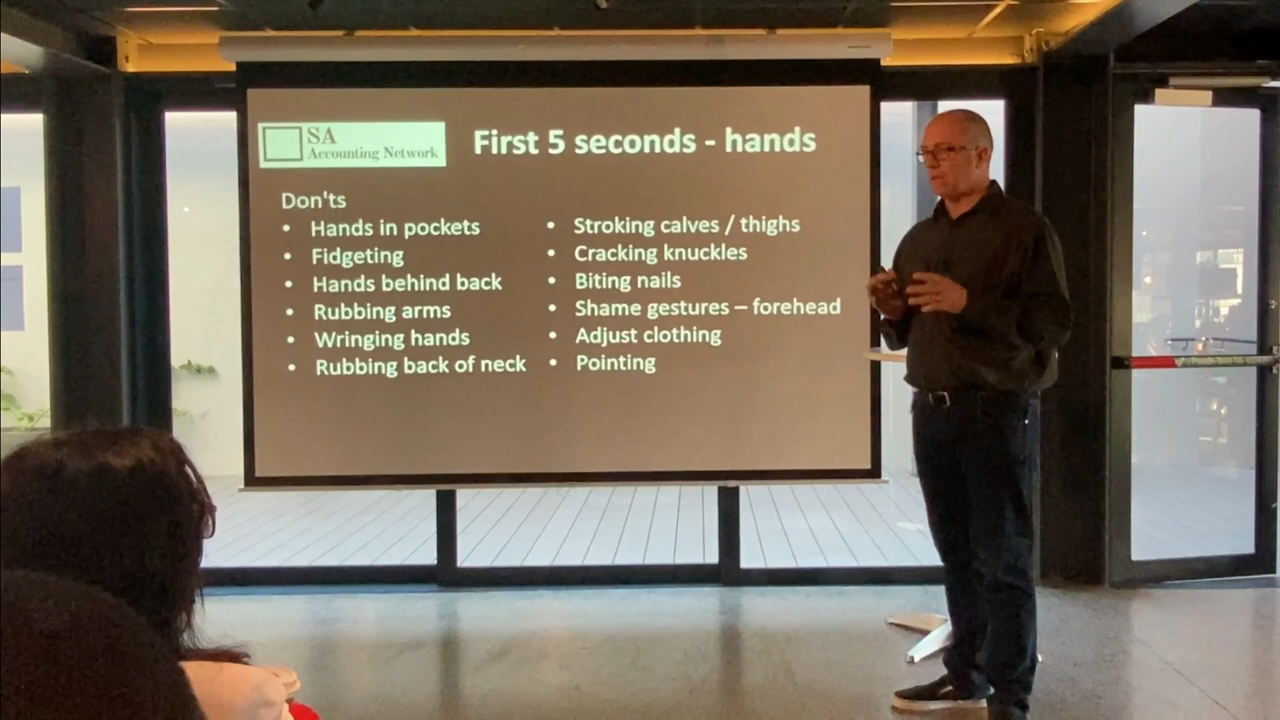 SA
Accounting Network
First 5 seconds - hands
Don'ts
• Hands in pockets
• Fidgeting
• Hands behind back
• Rubbing arms
• Wringing hands
• Rubbing back of neck
• Stroking calves / thighs
• Cracking knuckles
• Biting nails
• Shame gestures – forehead
• Adjust clothing
• Pointing